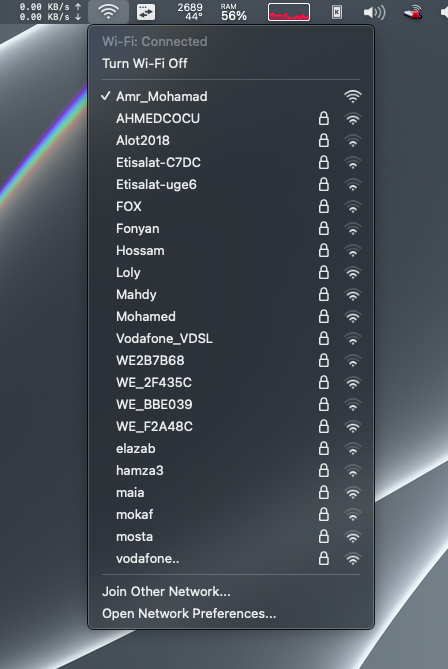 0.00 KB/s ↑ 2689 RAM
0.00 KB/s ↓ 44° 56%
Wi-Fi: Connected
Turn Wi-Fi Off
✓ Amr_Mohamad
AHMEDCOCU
Alot2018
Etisalat-C7DC
Etisalat-uge6
FOX
Fonyan
Hossam
Loly
Mahdy
Mohamed
Vodafone_VDSL
WE2B7B68
WE_2F435C
WE_BBE039
WE_F2A48C
elazab
hamza3
maia
mokaf
mosta
vodafone..
Join Other Network...
Open Network Preferences...